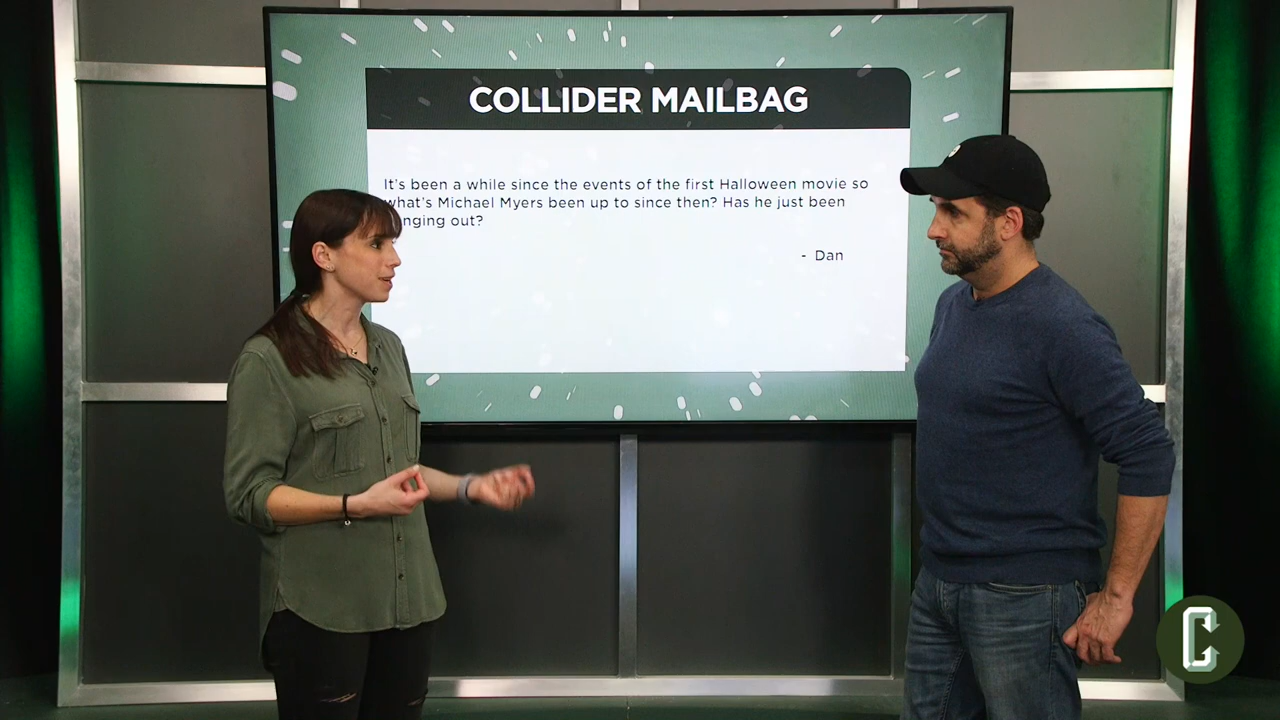 COLLIDER MAILBAG
It's been a while since the events of the first Halloween movie so
what's Michael Myers been up to since then? Has he just been
nging out?
- Dan